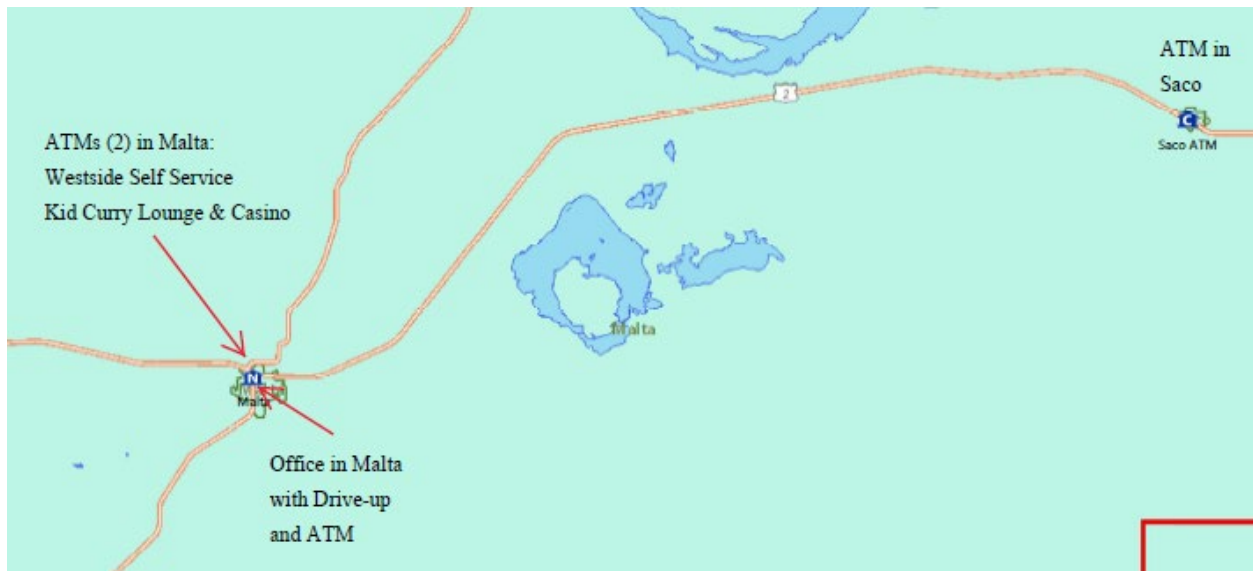 ATM in
Saco
2
C
Saco ATM
ATMs (2) in Malta:
Westside Self Service
Kid Curry Lounge & Casino
Malta
N
Malta
Office in Malta
with Drive-up
and ATM